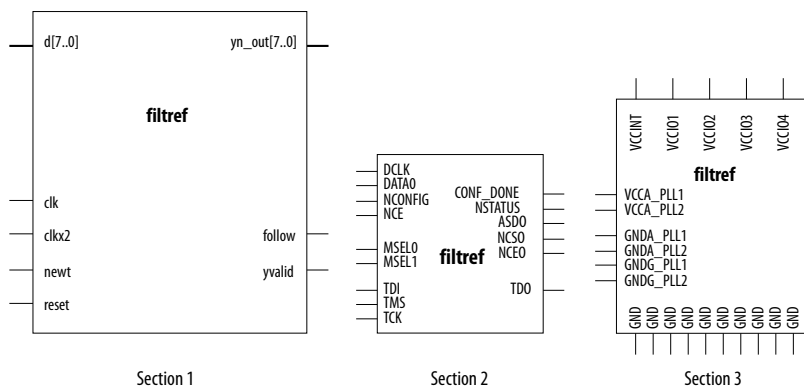 d[7..0] yn_out[7..0]
filtref
clk
clkx2 follow
newt yvalid
reset
Section 1
DCLK
DATA0
NCONFIG
NCE
MSEL0
MSEL1
TDI
TMS
TCK
filtref
CONF_DONE
NSTATUS
ASDO
NCSO
NCEO
TDO
Section 2
VCCINT VCCIO1 VCCIO2 VCCIO3 VCCIO4
filtref
VCCA_PLL1
VCCA_PLL2
GNDA_PLL1
GNDA_PLL2
GNDG_PLL1
GNDG_PLL2
GND GND GND GND GND GND GND GND GND GND
Section 3